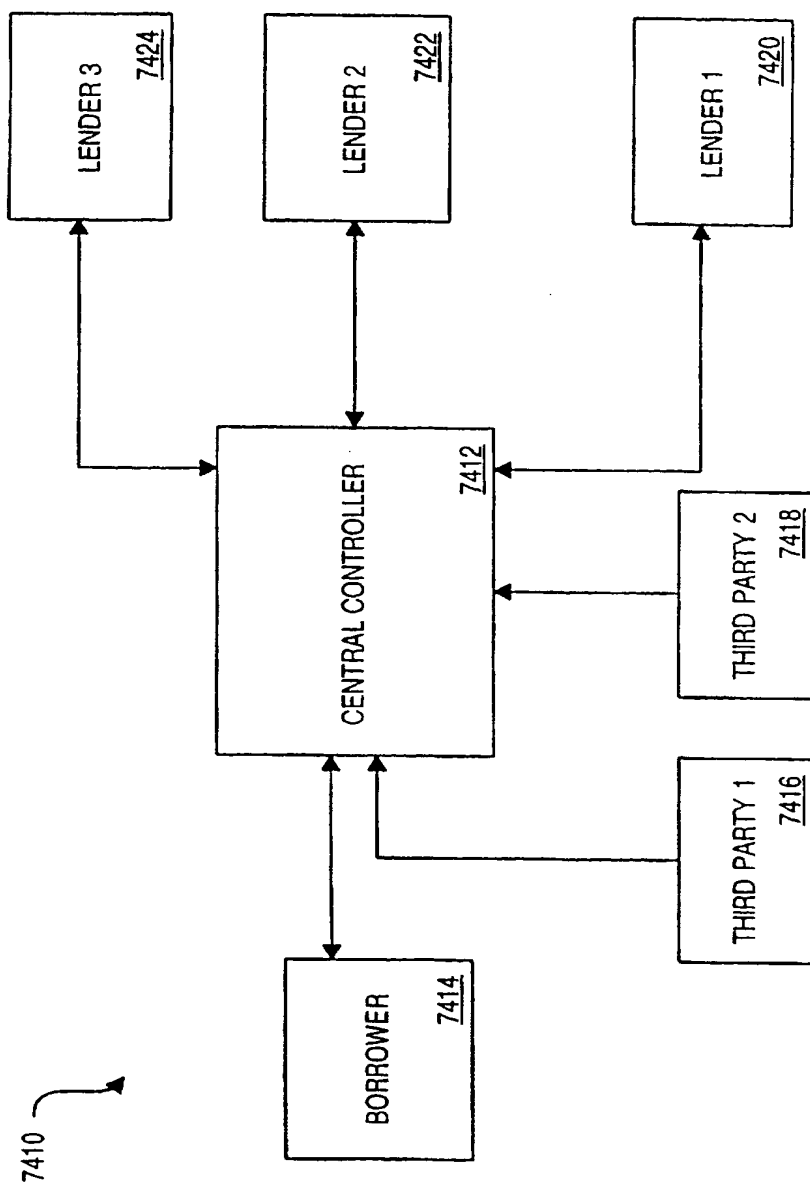 7410
BORROWER
7414
CENTRAL CONTROLLER
7412
THIRD PARTY 1
7416
THIRD PARTY 2
7418
LENDER 3
7424
LENDER 2
7422
LENDER 1
7420